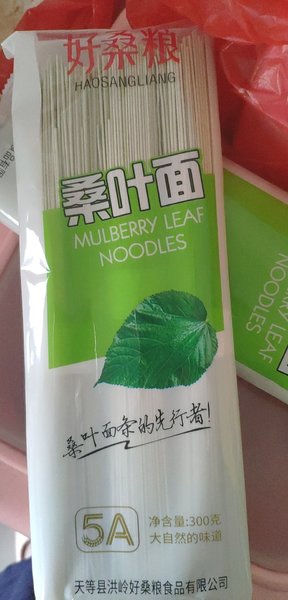 好桑粮
HAOSANGLIANG
桑叶面
MULBERRY LEAF
NOODLES
桑叶面条的先行者!
5A
净含量:300克
大自然的味道
天等县洪岭好桑粮食品有限公司
LEAF
NOODLES